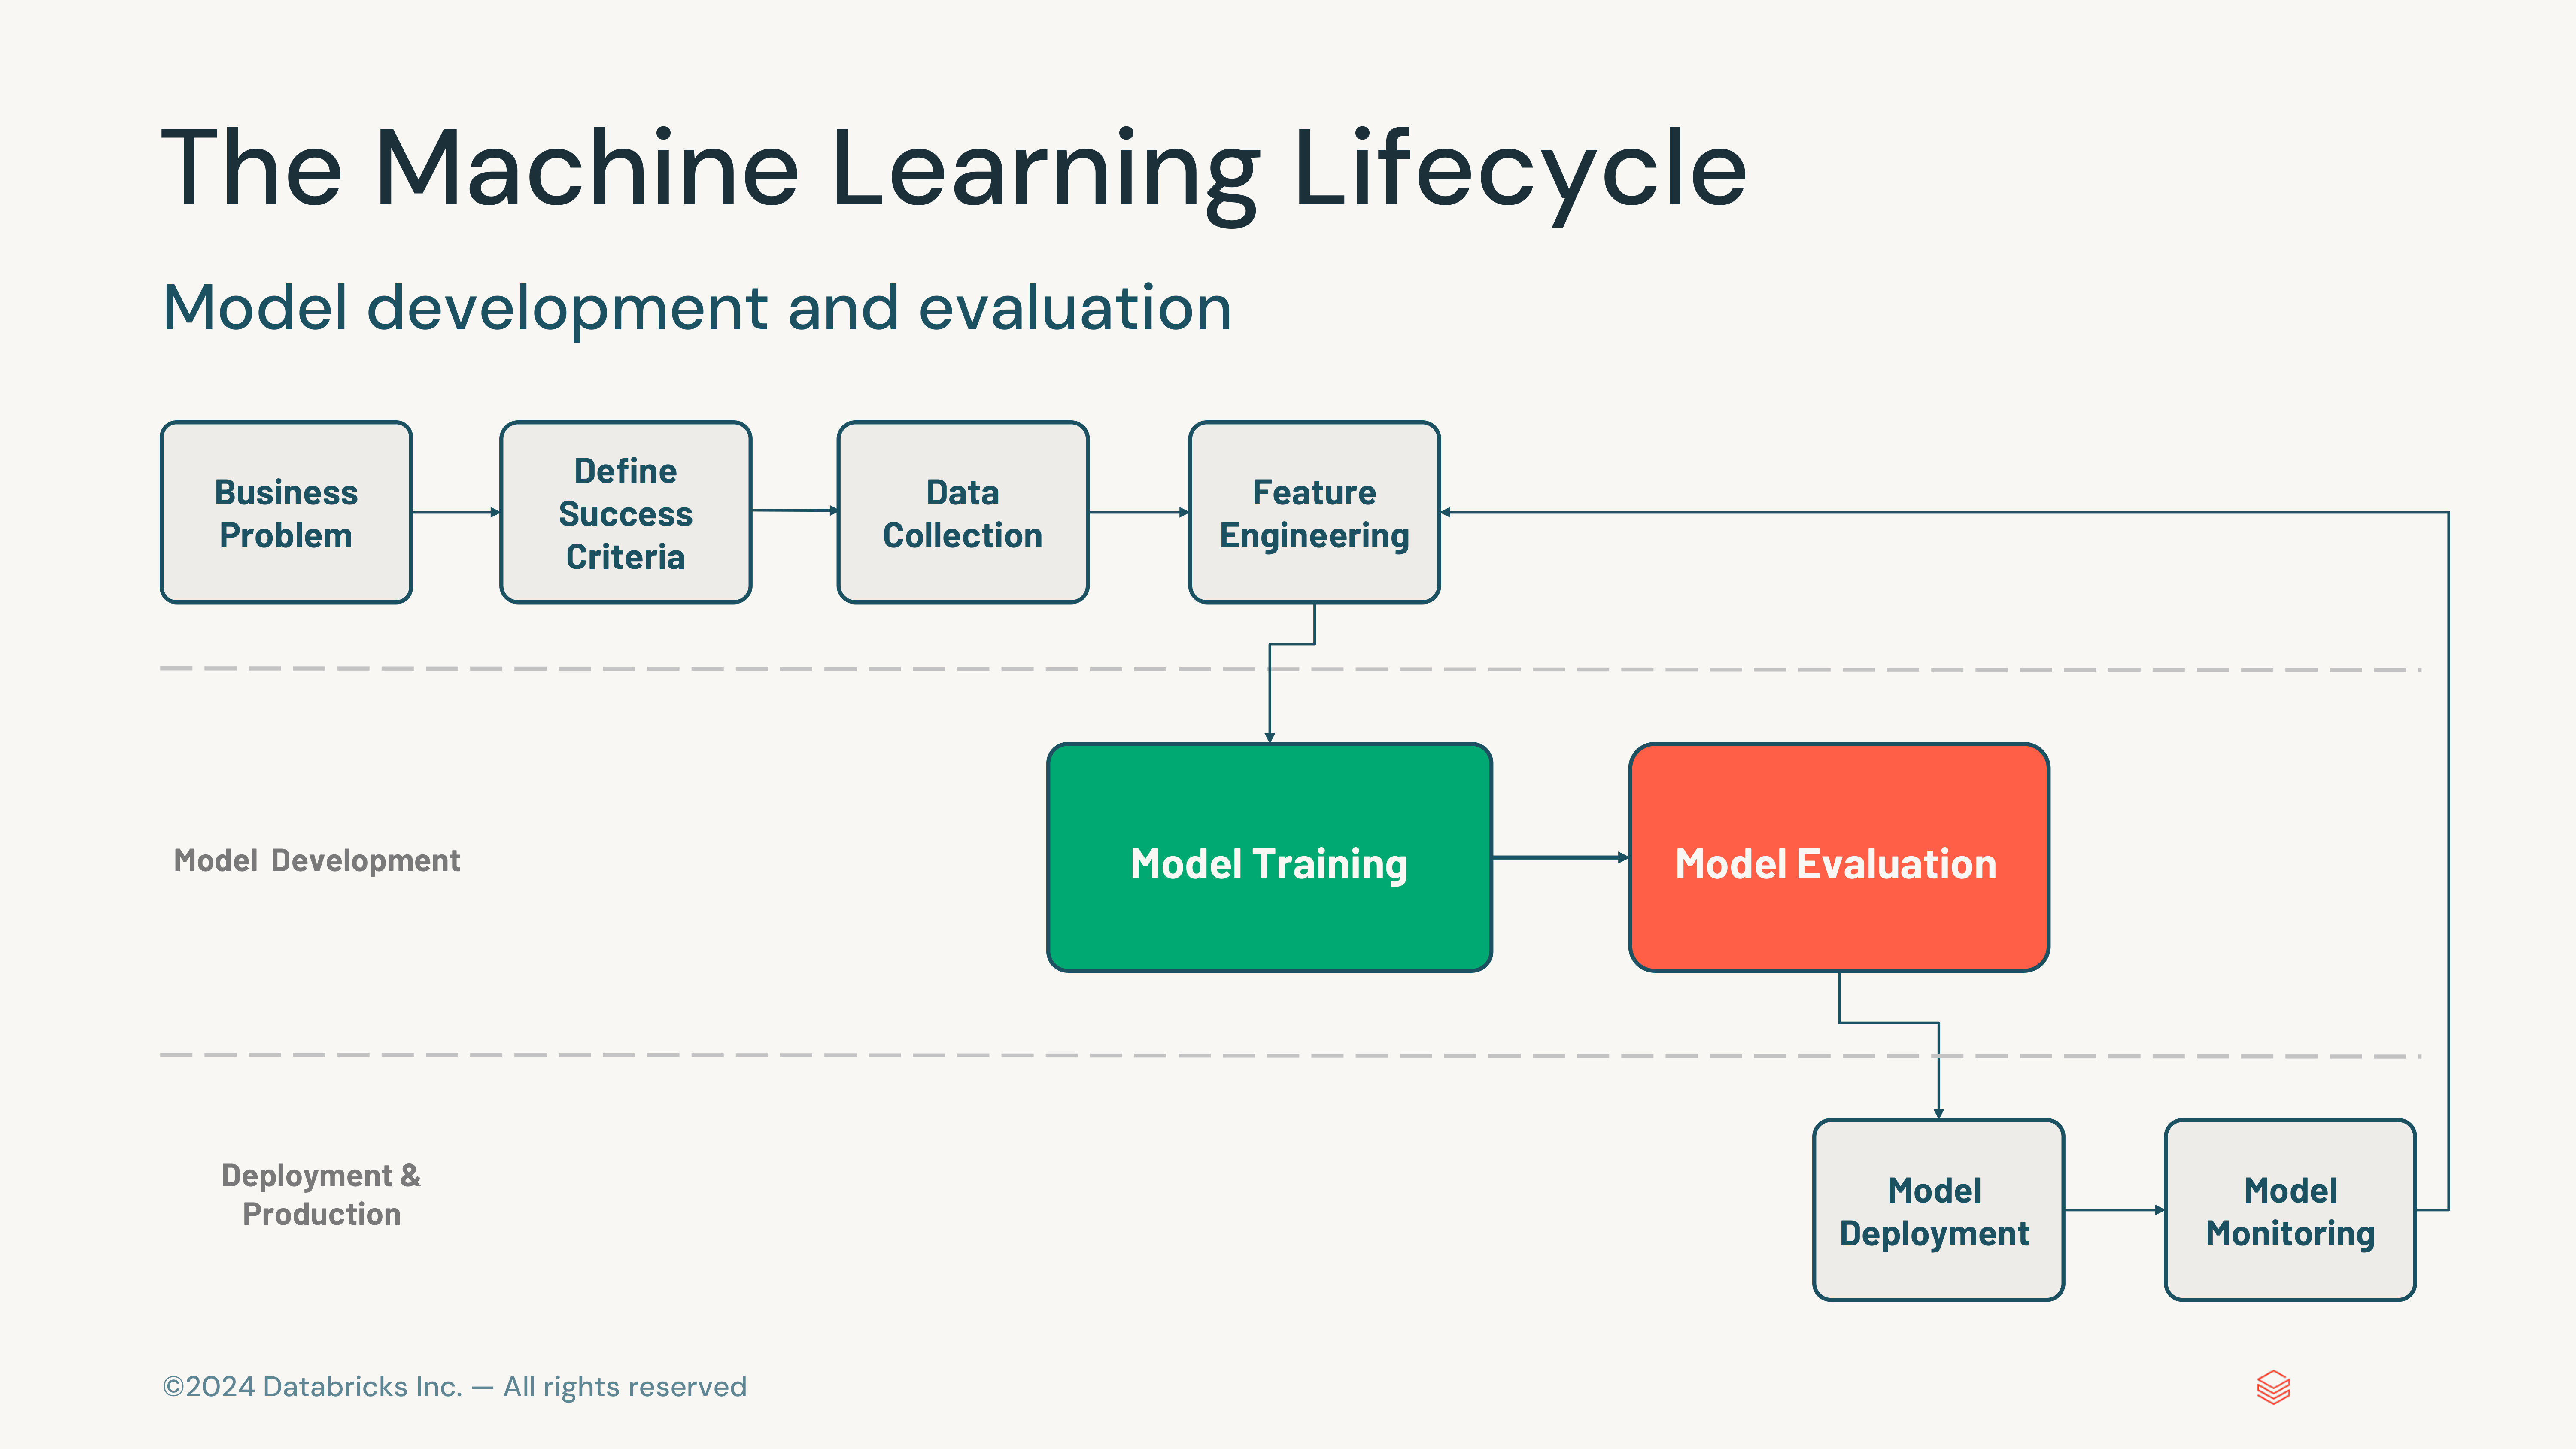 The Machine Learning Lifecycle
Model development and evaluation
Business
Problem
Define
Success
Criteria
Data
Collection
Feature
Engineering
Model Development
Model Training
Model Evaluation
Deployment &
Production
Model
Deployment
Model
Monitoring
©2024 Databricks Inc. — All rights reserved